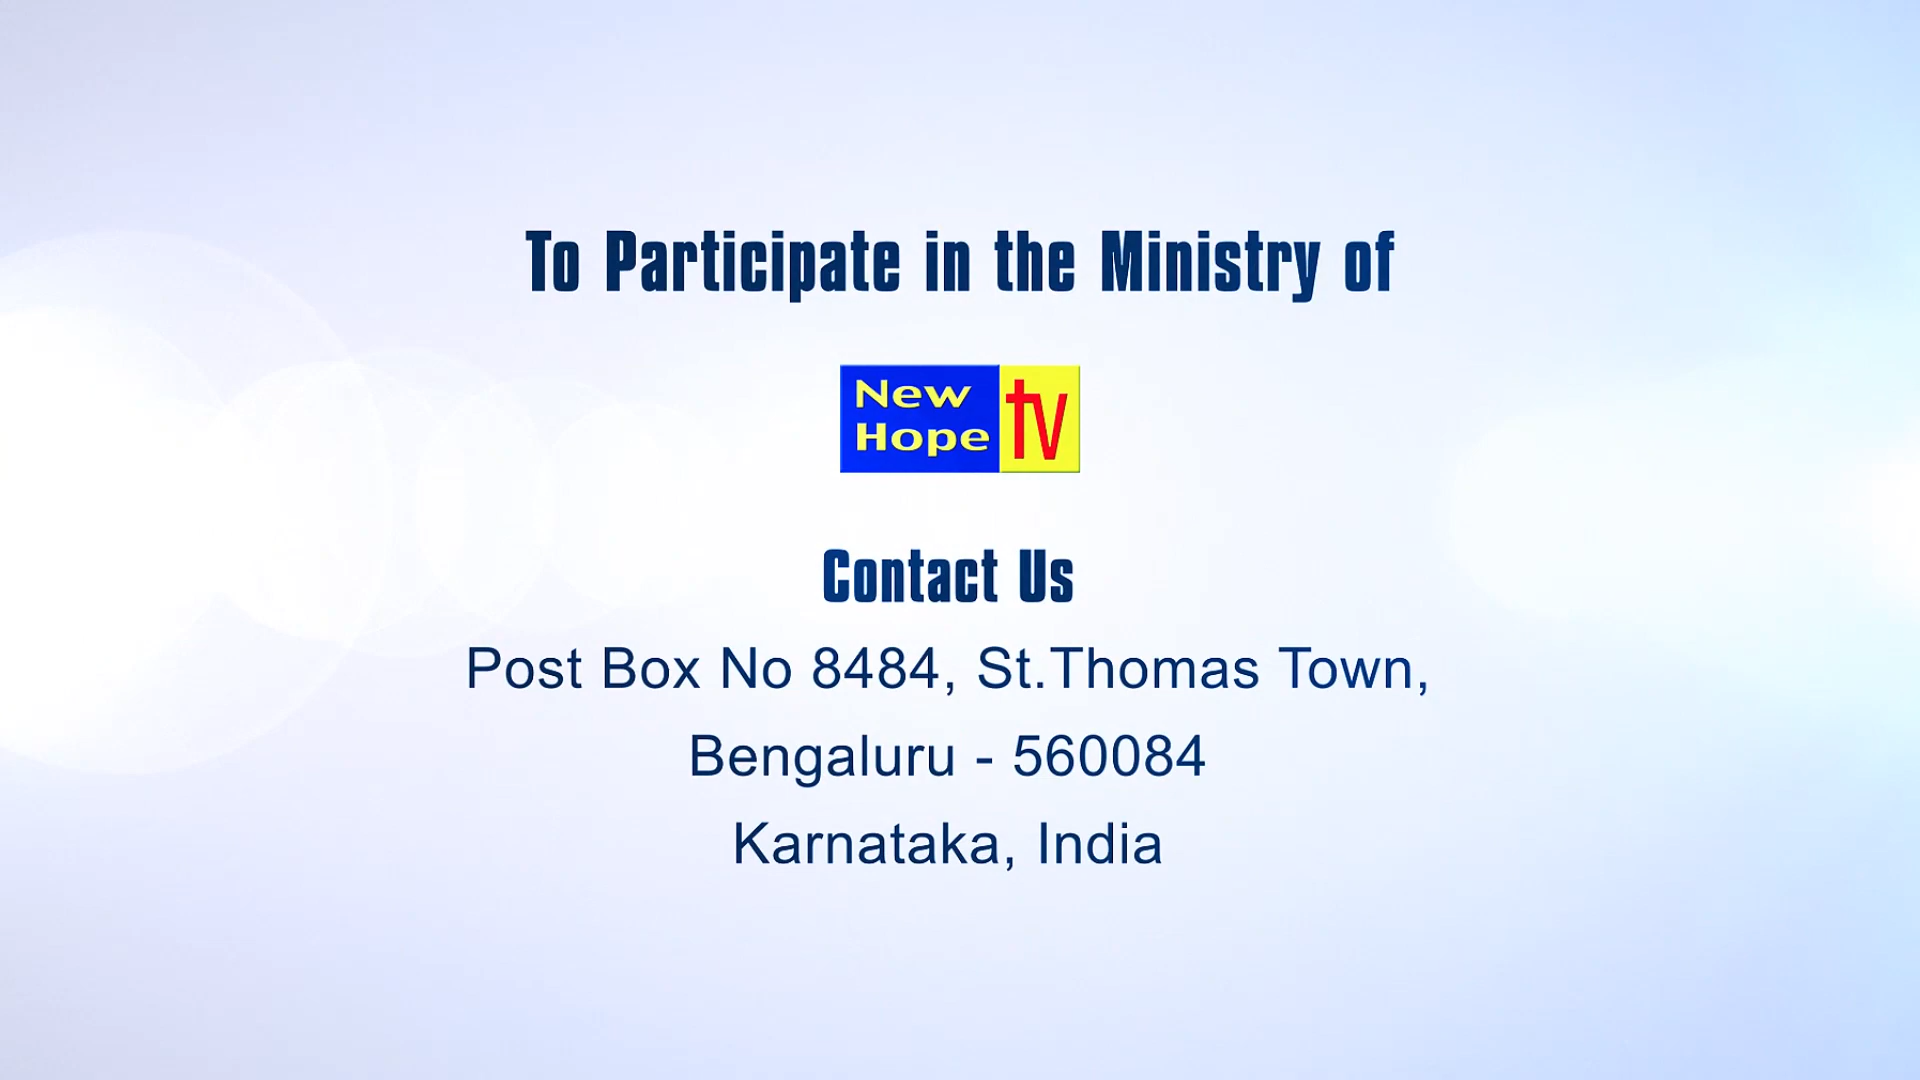 To Participate in the Ministry of
New
Hope
tv
Contact Us
Post Box No 8484, St.Thomas Town,
Bengaluru - 560084
Karnataka, India